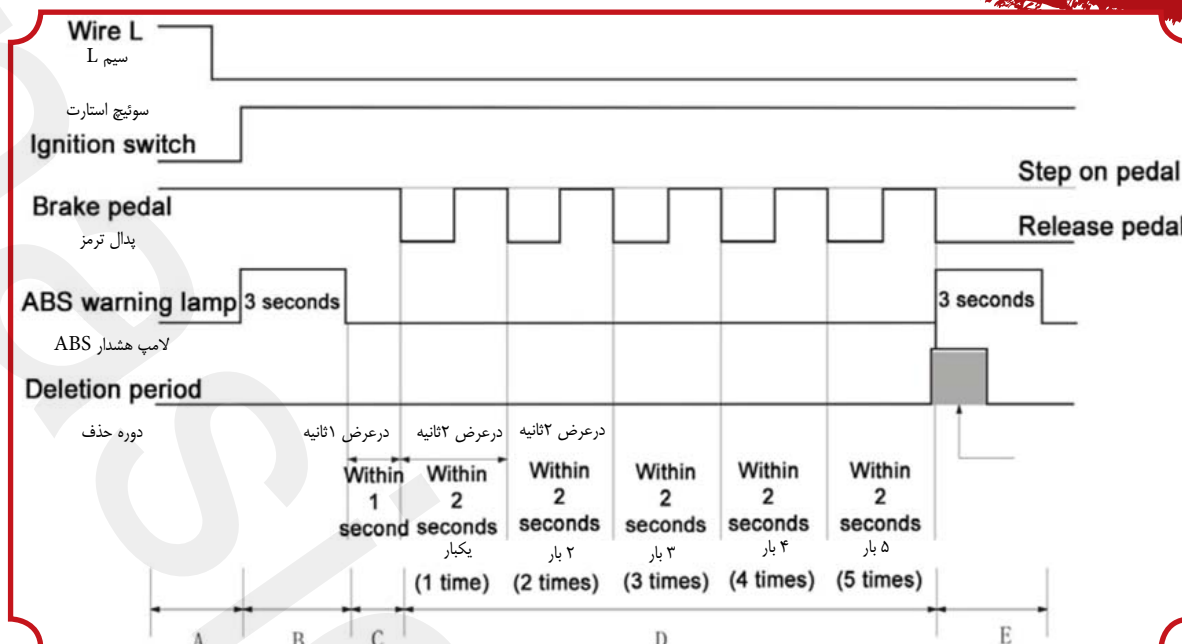 Wire L
سیم L
سوئیچ استارت
Ignition switch
Step on pedal
Brake pedal
Release pedal
پدال ترمز
ABS warning lamp
3 seconds
3 seconds
لامپ هشدار ABS
Deletion period
دوره حذف
درعرض ۱ثانیه
درعرض ۲ثانیه
درعرض ۲ثانیه
Within 1 second
Within 2 seconds
Within 2 seconds
Within 2 seconds
Within 2 seconds
Within 2 seconds
یکبار
۲ بار
۳ بار
۴ بار
۵ بار
(1 time)
(2 times)
(3 times)
(4 times)
(5 times)
A
B
C
D
E